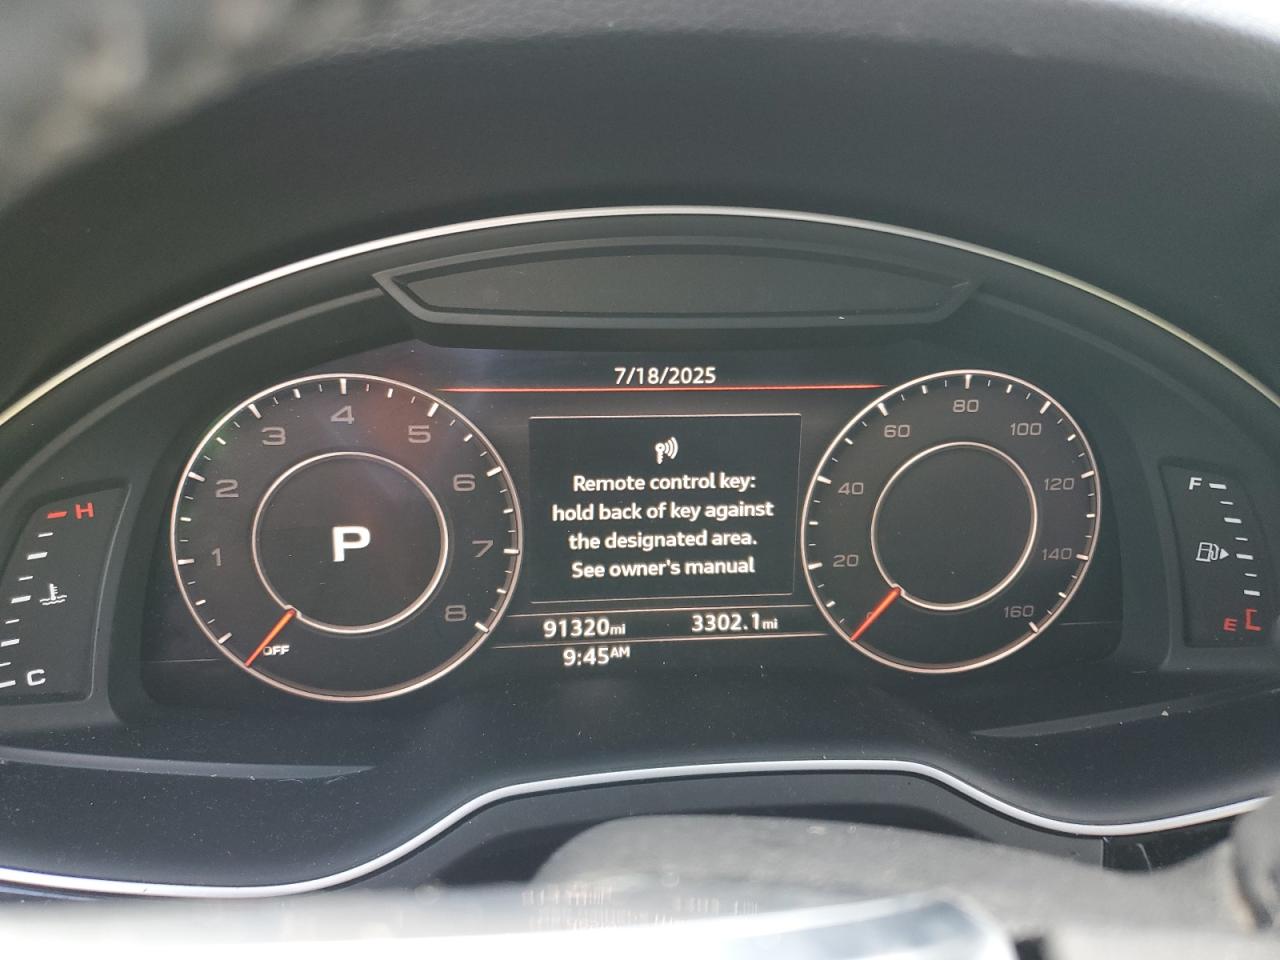 7/18/2025
Remote control key:
hold back of key against
the designated area.
See owner's manual
91320mi 3302.1mi
9:45AM
P
1
2
3
4
5
6
7
8
OFF
20
40
60
80
100
120
140
160
H
C
F
E